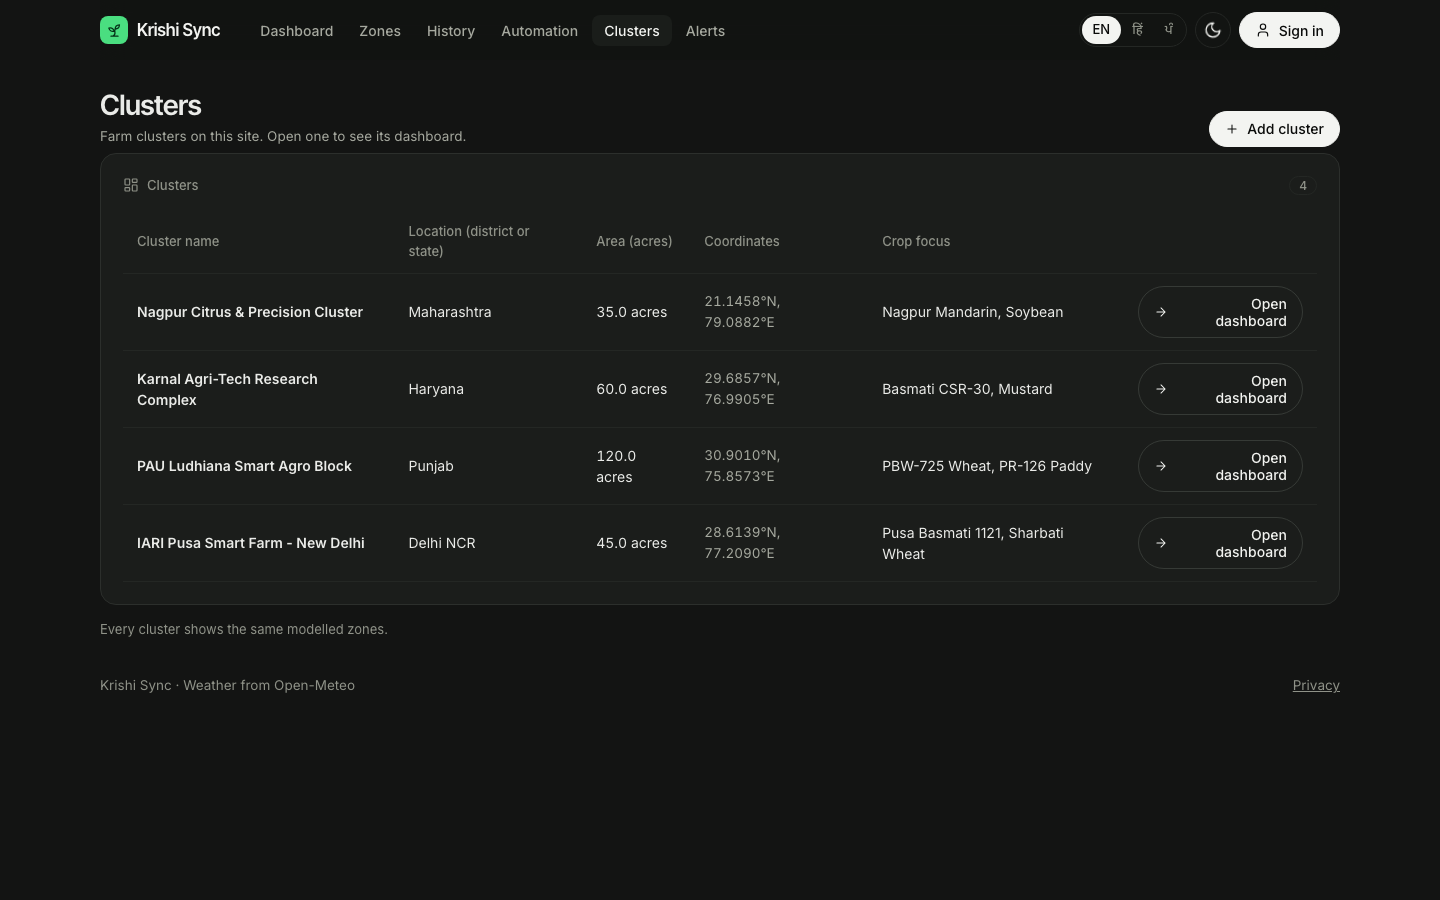 Krishi Sync
Dashboard
Zones
History
Automation
Clusters
Alerts
EN
हिं
ਪੰ
Sign in
Clusters
Farm clusters on this site. Open one to see its dashboard.
Add cluster
Clusters
4
Cluster name
Location (district or
state)
Area (acres)
Coordinates
Crop focus
Nagpur Citrus & Precision Cluster
Maharashtra
35.0 acres
21.1458°N,
79.0882°E
Nagpur Mandarin, Soybean
Open
dashboard
Karnal Agri-Tech Research
Complex
Haryana
60.0 acres
29.6857°N,
76.9905°E
Basmati CSR-30, Mustard
Open
dashboard
PAU Ludhiana Smart Agro Block
Punjab
120.0
acres
30.9010°N,
75.8573°E
PBW-725 Wheat, PR-126 Paddy
Open
dashboard
IARI Pusa Smart Farm - New Delhi
Delhi NCR
45.0 acres
28.6139°N,
77.2090°E
Pusa Basmati 1121, Sharbati
Wheat
Open
dashboard
Every cluster shows the same modelled zones.
Krishi Sync · Weather from Open-Meteo
Privacy